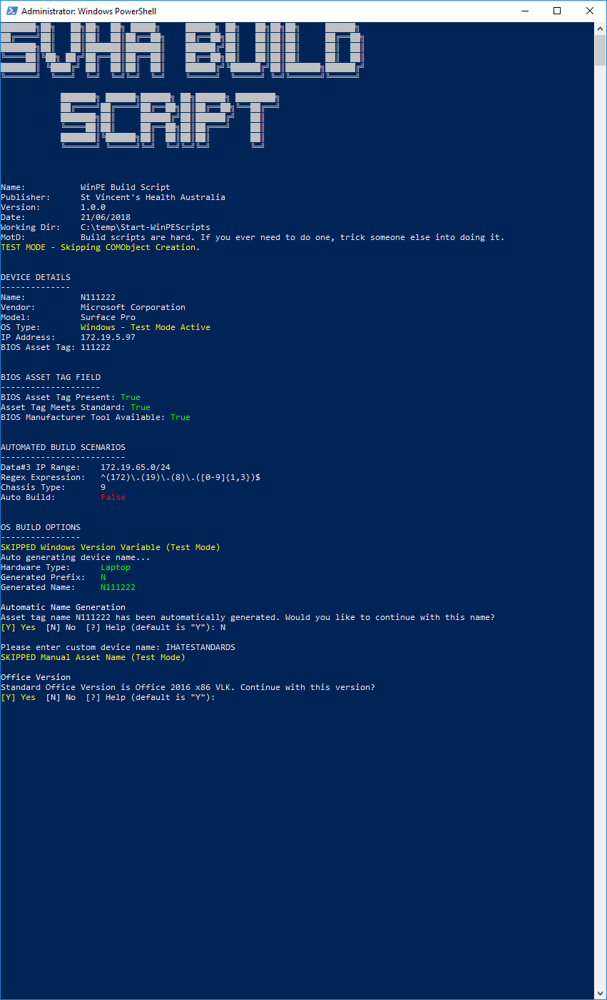 Administrator: Windows PowerShell
SVHA BUILD
SCRIPT
Name: WinPE Build Script
Publisher: St Vincent's Health Australia
Version: 1.0.0
Date: 21/06/2018
Working Dir: C:\temp\Start-WinPEScripts
MotD: Build scripts are hard. If you ever need to do one, trick someone else into doing it.
TEST MODE - Skipping COMObject Creation.
DEVICE DETAILS
--------------
Name: N111222
Vendor: Microsoft Corporation
Model: Surface Pro
OS Type: Windows - Test Mode Active
IP Address: 172.19.5.97
BIOS Asset Tag: 111222
BIOS ASSET TAG FIELD
--------------------
BIOS Asset Tag Present: True
Asset Tag Meets Standard: True
BIOS Manufacturer Tool Available: True
AUTOMATED BUILD SCENARIOS
-------------------------
Data#3 IP Range: 172.19.65.0/24
Regex Expression: ^(172)\.(19)\.(8)\.([0-9]{1,3})$
Chassis Type: 9
Auto Build: False
OS BUILD OPTIONS
----------------
SKIPPED Windows Version Variable (Test Mode)
Auto generating device name...
Hardware Type: Laptop
Generated Prefix: N
Generated Name: N111222
Automatic Name Generation
Asset tag name N111222 has been automatically generated. Would you like to continue with this name?
[Y] Yes  [N] No  [?] Help (default is "Y"): N
Please enter custom device name: IHATESTANDARDS
SKIPPED Manual Asset Name (Test Mode)
Office Version
Standard Office Version is Office 2016 x86 VLK. Continue with this version?
[Y] Yes  [N] No  [?] Help (default is "Y"):